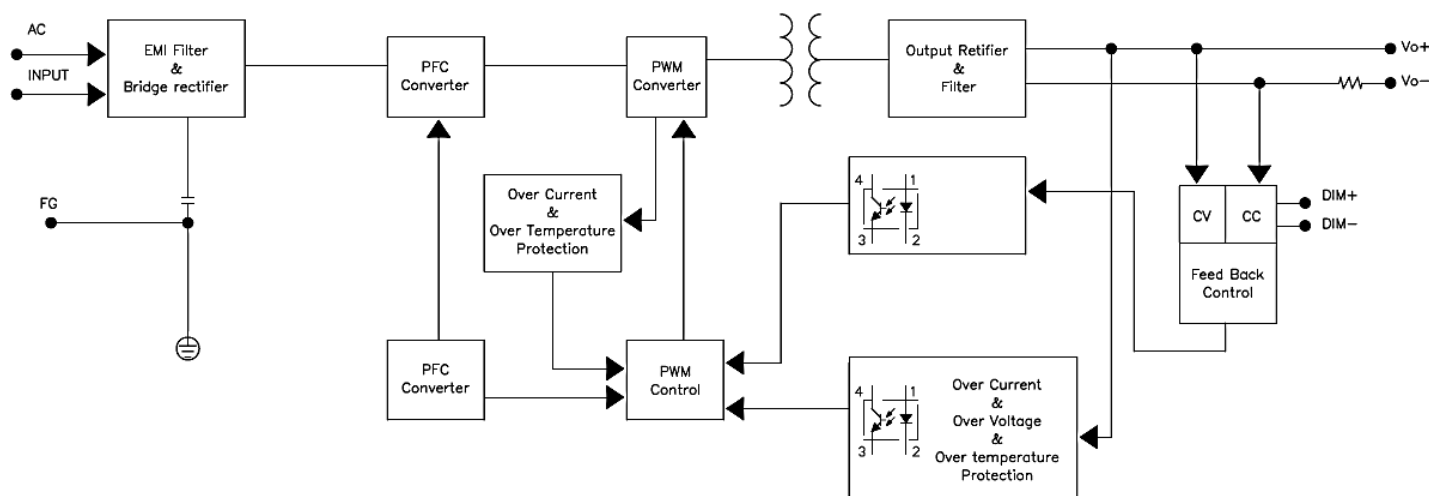 AC
INPUT
EMI Filter
&
Bridge rectifier
PFC
Converter
PWM
Converter
Output Retifier
&
Filter
Vo+
Vo-
FG
Over Current
&
Over Temperature
Protection
4 1
3 2
CV CC
DIM+
DIM-
Feed Back
Control
PFC
Converter
PWM
Control
4 1
3 2
Over Current
&
Over Voltage
&
Over temperature
Protection